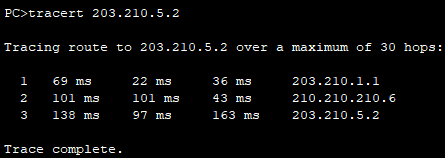 PC>tracert 203.210.5.2
Tracing route to 203.210.5.2 over a maximum of 30 hops:
1 69 ms 22 ms 36 ms 203.210.1.1
2 101 ms 101 ms 43 ms 210.210.210.6
3 138 ms 97 ms 163 ms 203.210.5.2
Trace complete.